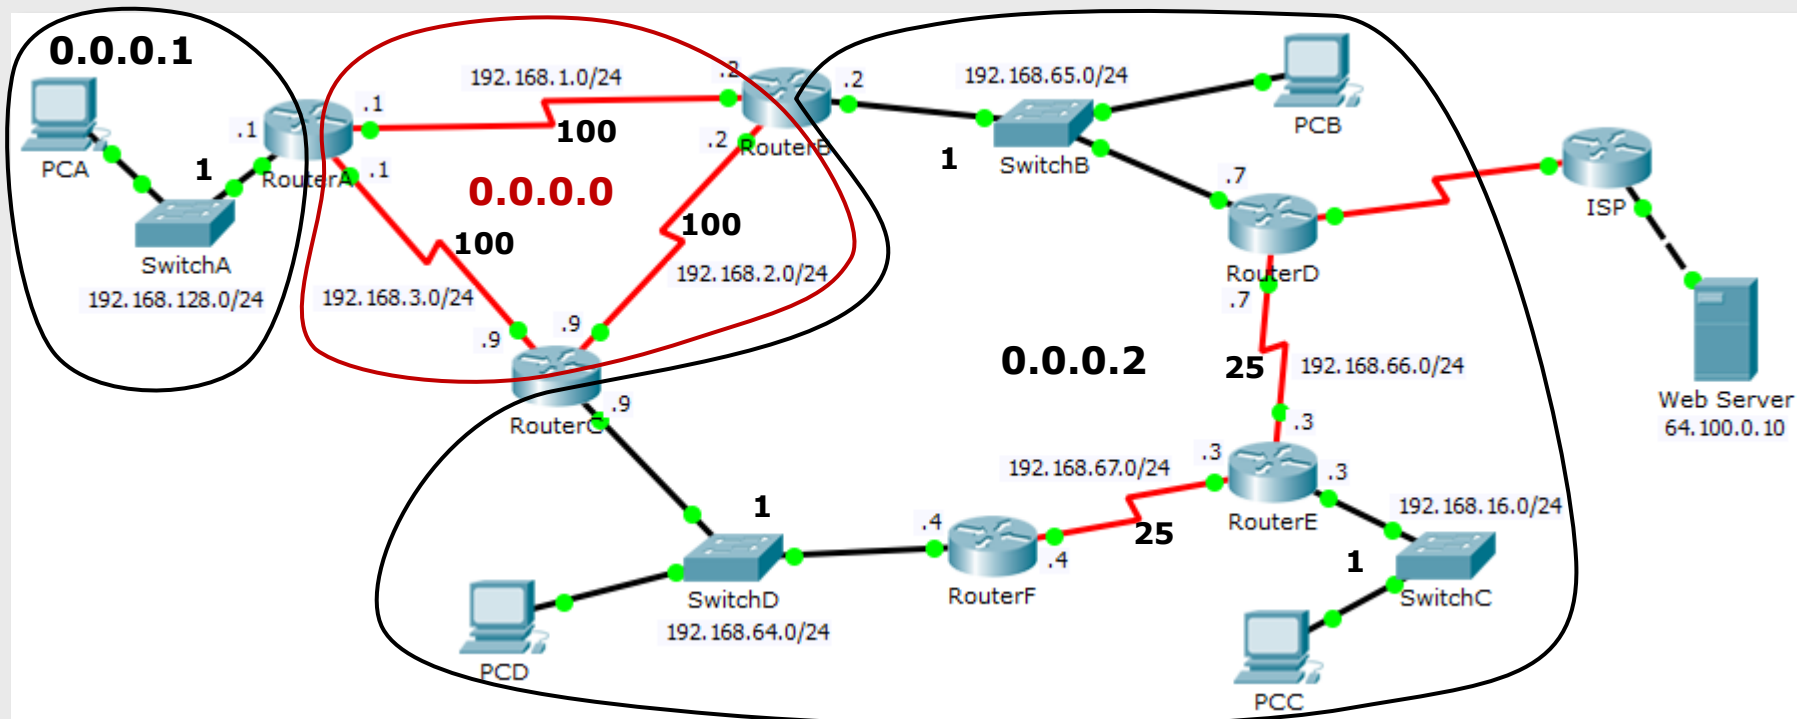 0.0.0.1
PCA
1
.1
RouterA
SwitchA
192.168.128.0/24
.1
.1
192.168.1.0/24
100
0.0.0.0
100
192.168.3.0/24
100
192.168.2.0/24
.2
.2
RouterB
.2
.9
.9
RouterC
.9
192.168.65.0/24
1
SwitchB
PCB
.7
RouterD
.7
ISP
Web Server
64.100.0.10
0.0.0.2
25
192.168.66.0/24
.3
.3
RouterE
.3
192.168.67.0/24
25
.4
RouterF
.4
192.168.16.0/24
1
SwitchC
PCC
1
SwitchD
192.168.64.0/24
PCD